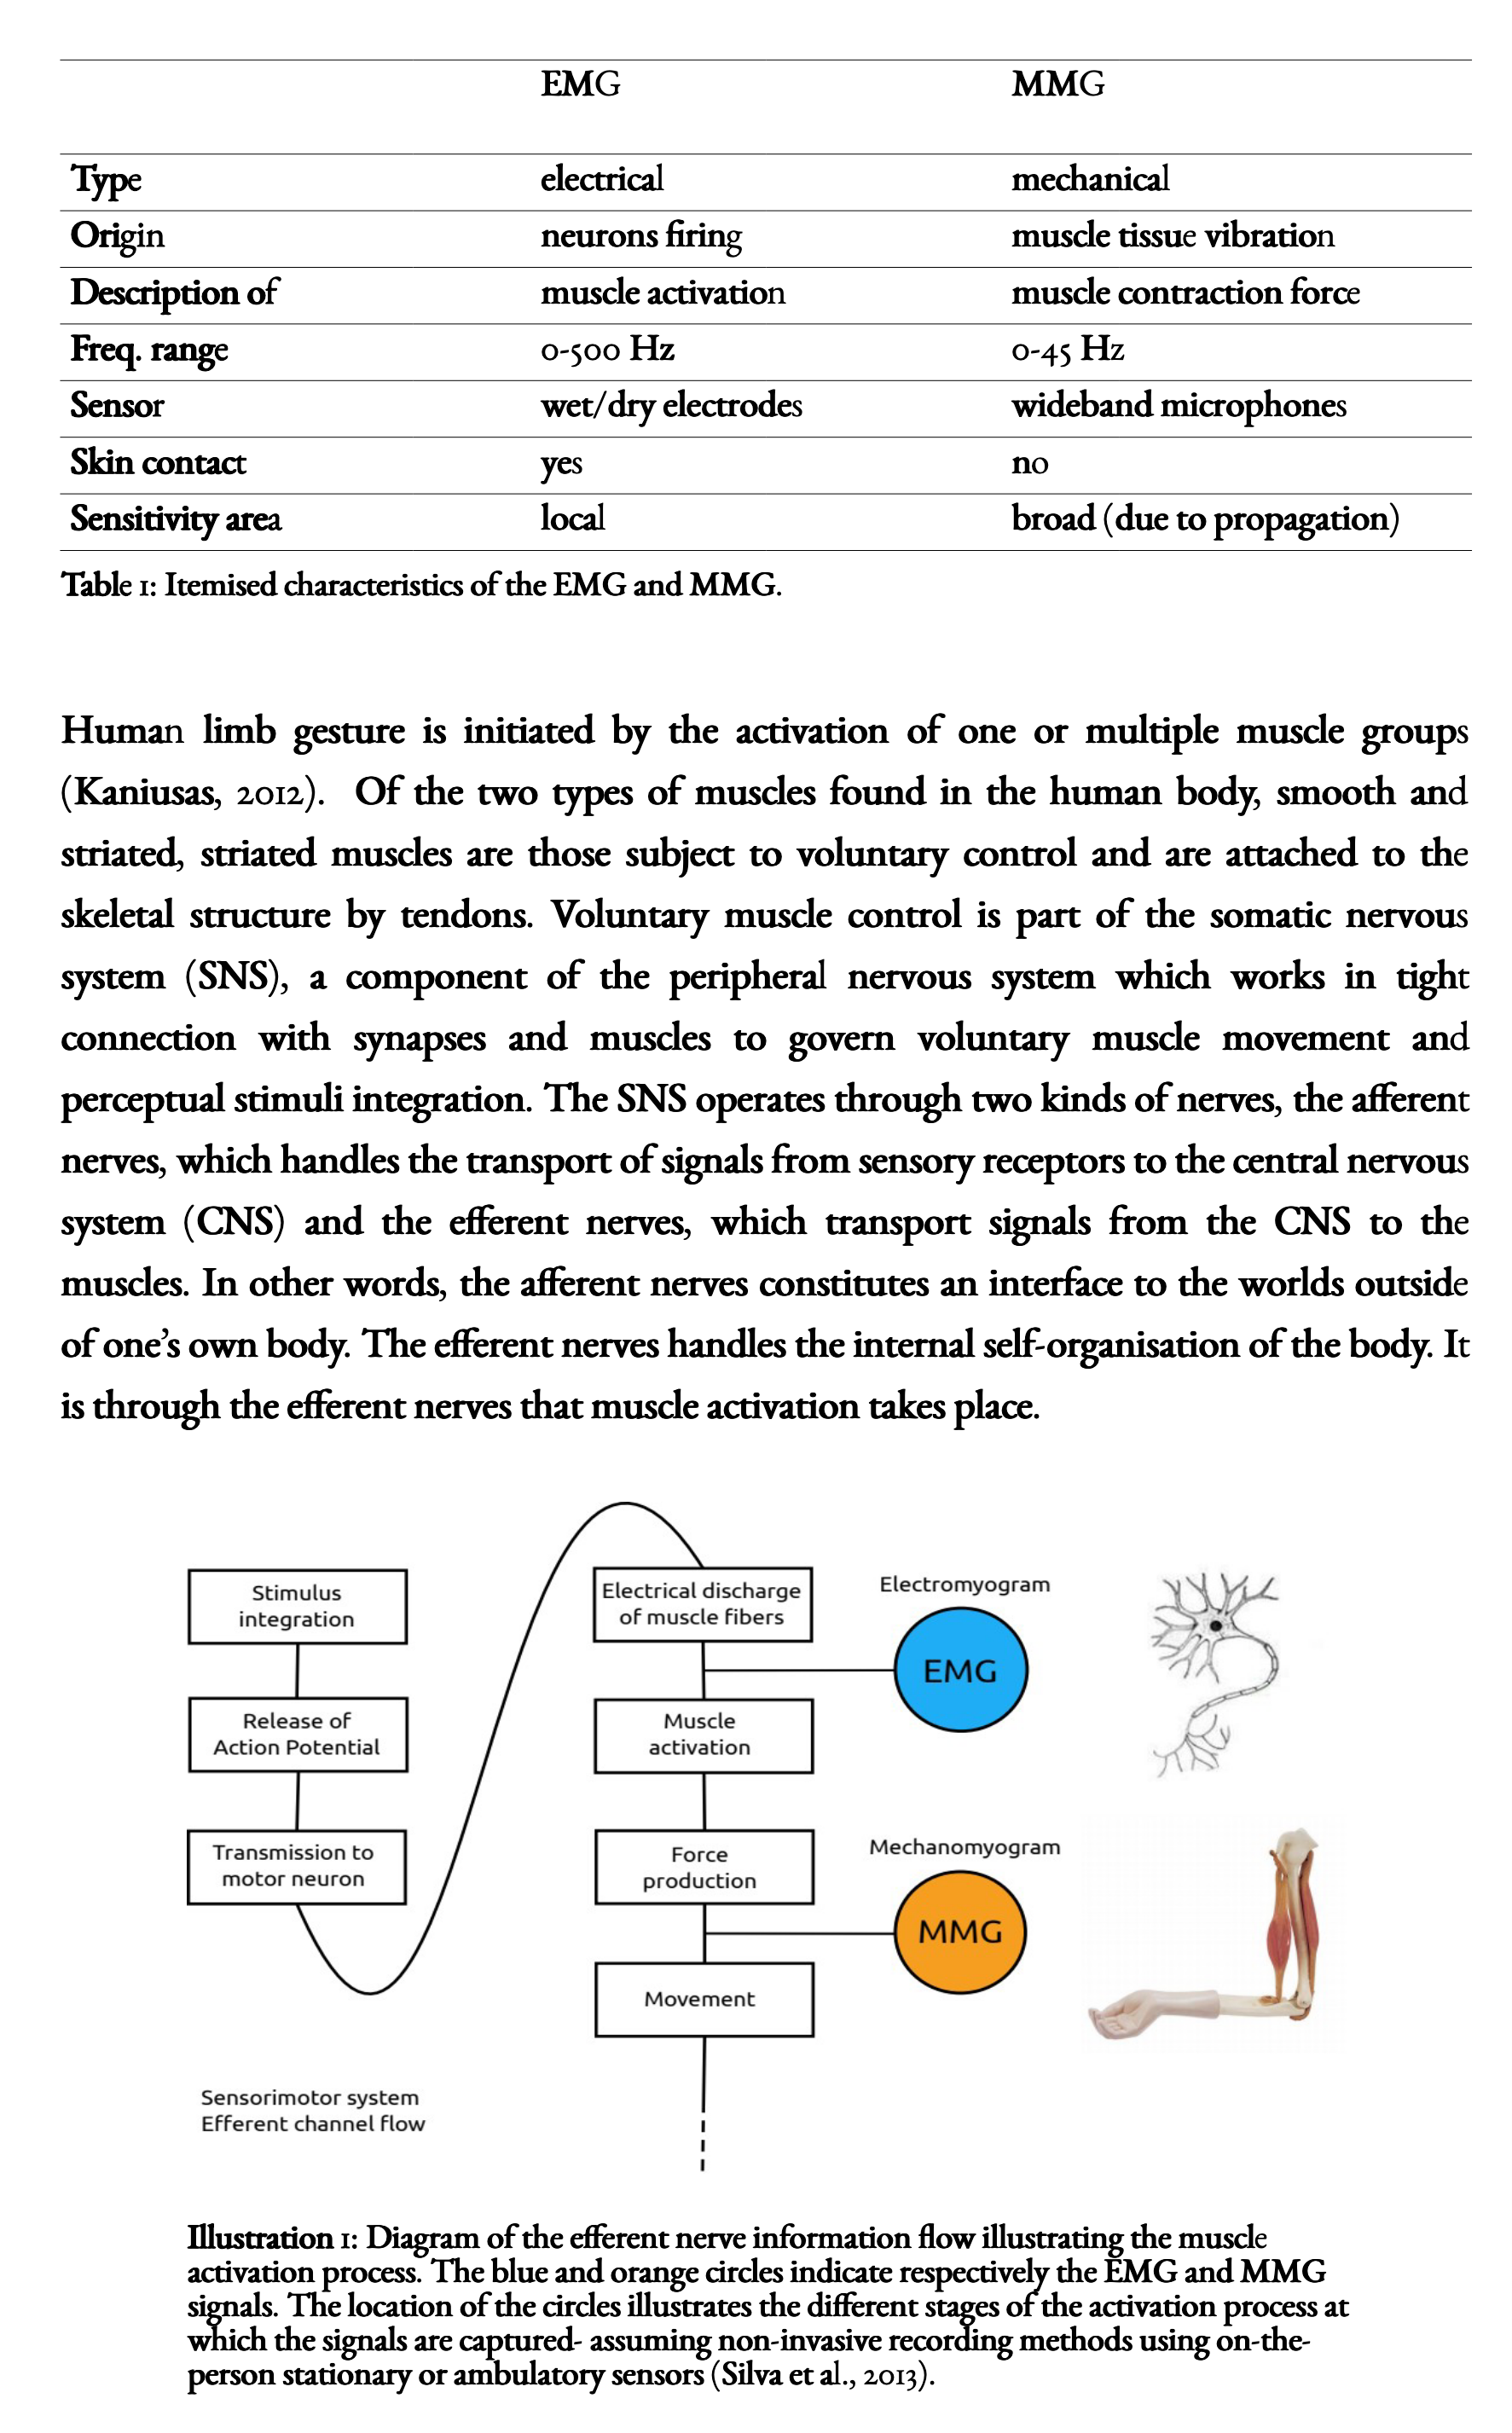 EMG MMG
Type electrical mechanical
Origin neurons firing muscle tissue vibration
Description of muscle activation muscle contraction force
Freq. range 0-500 Hz 0-45 Hz
Sensor wet/dry electrodes wideband microphones
Skin contact yes no
Sensitivity area local broad (due to propagation)
Table 1: Itemised characteristics of the EMG and MMG.
Human limb gesture is initiated by the activation of one or multiple muscle groups
(Kaniusas, 2012). Of the two types of muscles found in the human body, smooth and
striated, striated muscles are those subject to voluntary control and are attached to the
skeletal structure by tendons. Voluntary muscle control is part of the somatic nervous
system (SNS), a component of the peripheral nervous system which works in tight
connection with synapses and muscles to govern voluntary muscle movement and
perceptual stimuli integration. The SNS operates through two kinds of nerves, the afferent
nerves, which handles the transport of signals from sensory receptors to the central nervous
system (CNS) and the efferent nerves, which transport signals from the CNS to the
muscles. In other words, the afferent nerves constitutes an interface to the worlds outside
of one's own body. The efferent nerves handles the internal self-organisation of the body. It
is through the efferent nerves that muscle activation takes place.
Stimulus
integration
Release of
Action Potential
Transmission to
motor neuron
Electrical discharge
of muscle fibers
Electromyogram
EMG
Muscle
activation
Force
production
Mechanomyogram
MMG
Movement
Sensorimotor system
Efferent channel flow
Illustration 1: Diagram of the efferent nerve information flow illustrating the muscle
activation process. The blue and orange circles indicate respectively the EMG and MMG
signals. The location of the circles illustrates the different stages of the activation process at
which the signals are captured- assuming non-invasive recording methods using on-the-
person stationary or ambulatory sensors (Silva et al., 2013).